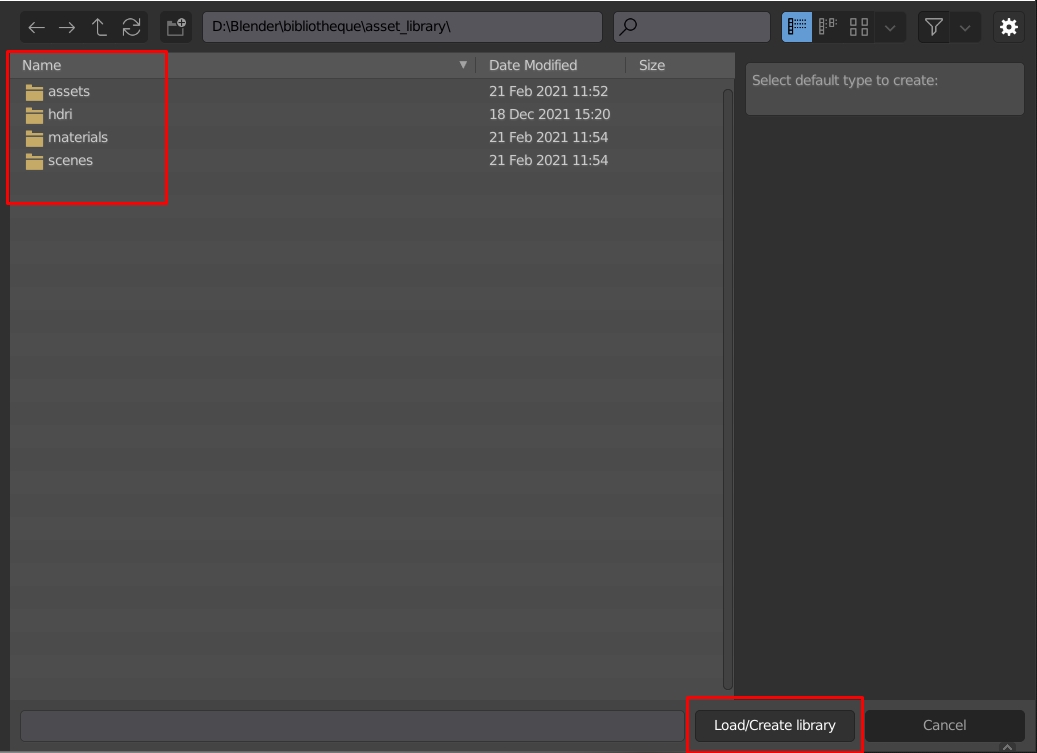 D:\Blender\bibliotheque\asset_library\
Name Date Modified Size
assets 21 Feb 2021 11:52
hdri 18 Dec 2021 15:20
materials 21 Feb 2021 11:54
scenes 21 Feb 2021 11:54
Select default type to create:
Load/Create library Cancel